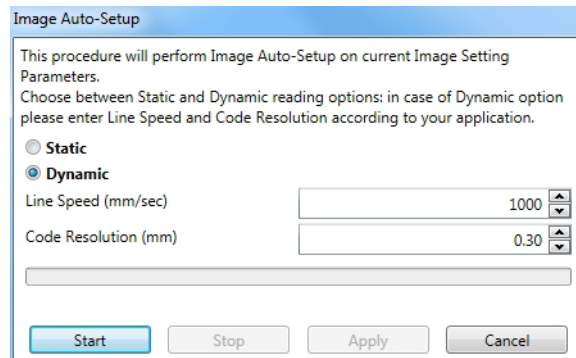 Image Auto-Setup
This procedure will perform Image Auto-Setup on current Image Setting
Parameters.
Choose between Static and Dynamic reading options: in case of Dynamic option
please enter Line Speed and Code Resolution according to your application.
Static
Dynamic
Line Speed (mm/sec) 1000
Code Resolution (mm) 0.30
Start Stop Apply Cancel